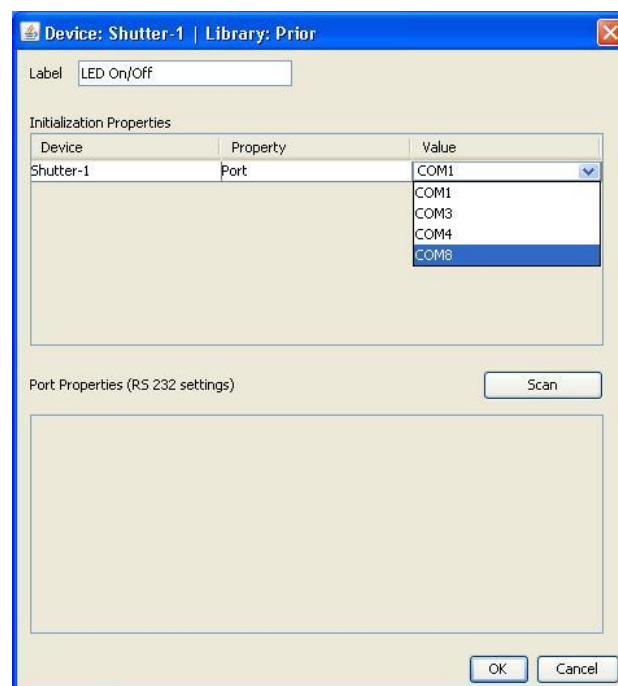 Device: Shutter-1 | Library: Prior
Label LED On/Off
Initialization Properties
Device Property Value
Shutter-1 Port COM1
COM1
COM3
COM4
COM8
Port Properties (RS 232 settings) Scan
OK Cancel